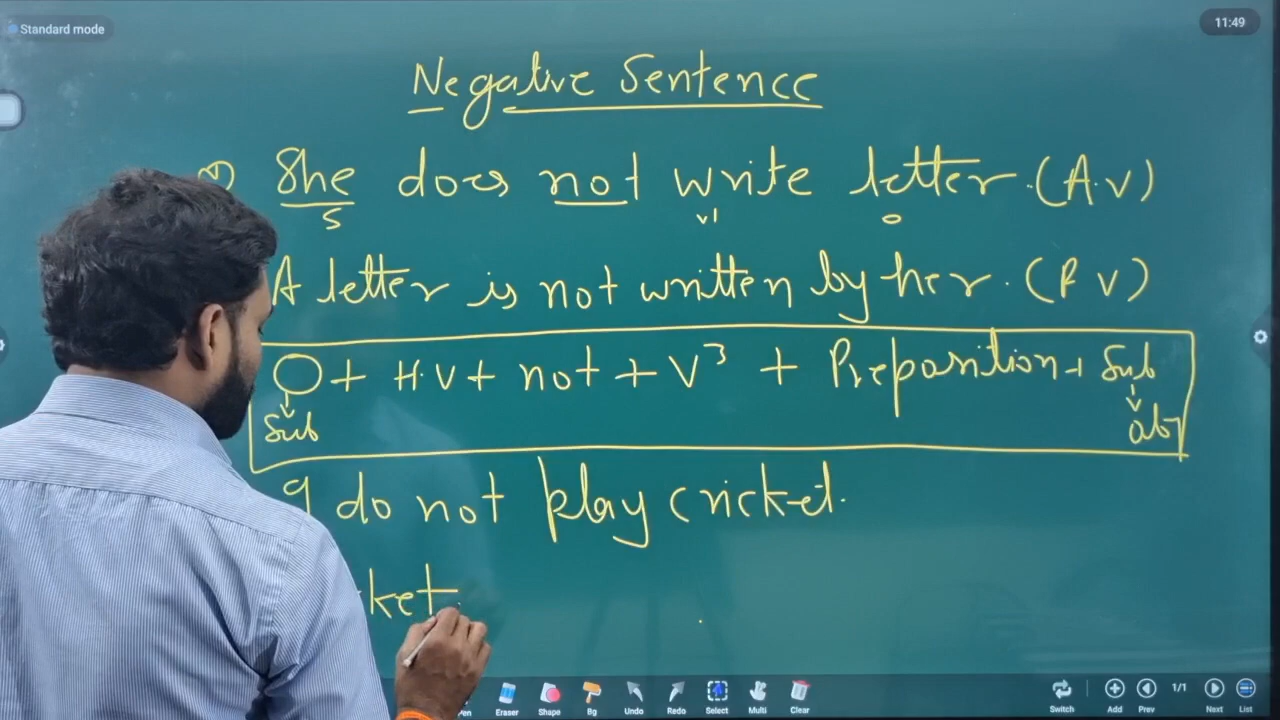 Standard mode
11:49
Negative Sentence
She does not write letter. (A.V)
S V1 O
A letter is not written by her. (P V)
O + H.V + not + V3 + Preposition + Sub
Sub obj
I do not play cricket.
ket
Pen Eraser Shape Bg Undo Redo Select Multi Clear Switch Add Prev 1/1 Next List